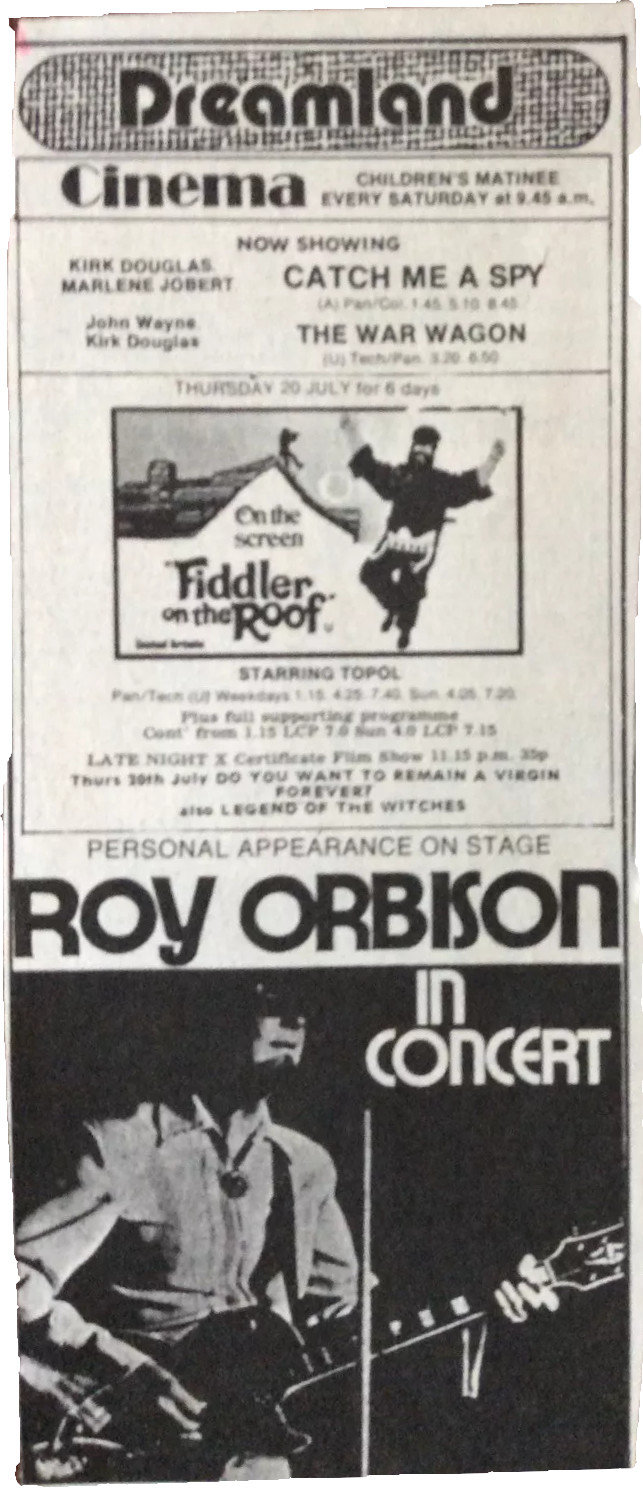 Dreamland
Cinema
CHILDREN'S MATINEE
EVERY SATURDAY at 9.45 a.m.
NOW SHOWING
KIRK DOUGLAS
MARLENE JOBERT
CATCH ME A SPY
(A) Pan/Col. 1.45 5.10 8.45
John Wayne
Kirk Douglas
THE WAR WAGON
(U) Tech/Pan. 3.20 6.50
THURSDAY 20 JULY for 6 days
On the
screen
"Fiddler
on the Roof"
United Artists
STARRING TOPOL
Pan/Tech (U) Weekdays 1.15. 4.25. 7.40. Sun. 4.05. 7.20.
Plus full supporting programme
Cont' from 1.15 LCP 7.0 Sun 4.0 LCP 7.15
LATE NIGHT X Certificate Film Show 11.15 p.m. 35p
Thurs 20th July DO YOU WANT TO REMAIN A VIRGIN
FOREVER?
also LEGEND OF THE WITCHES
PERSONAL APPEARANCE ON STAGE
ROY ORBISON
IN
CONCERT